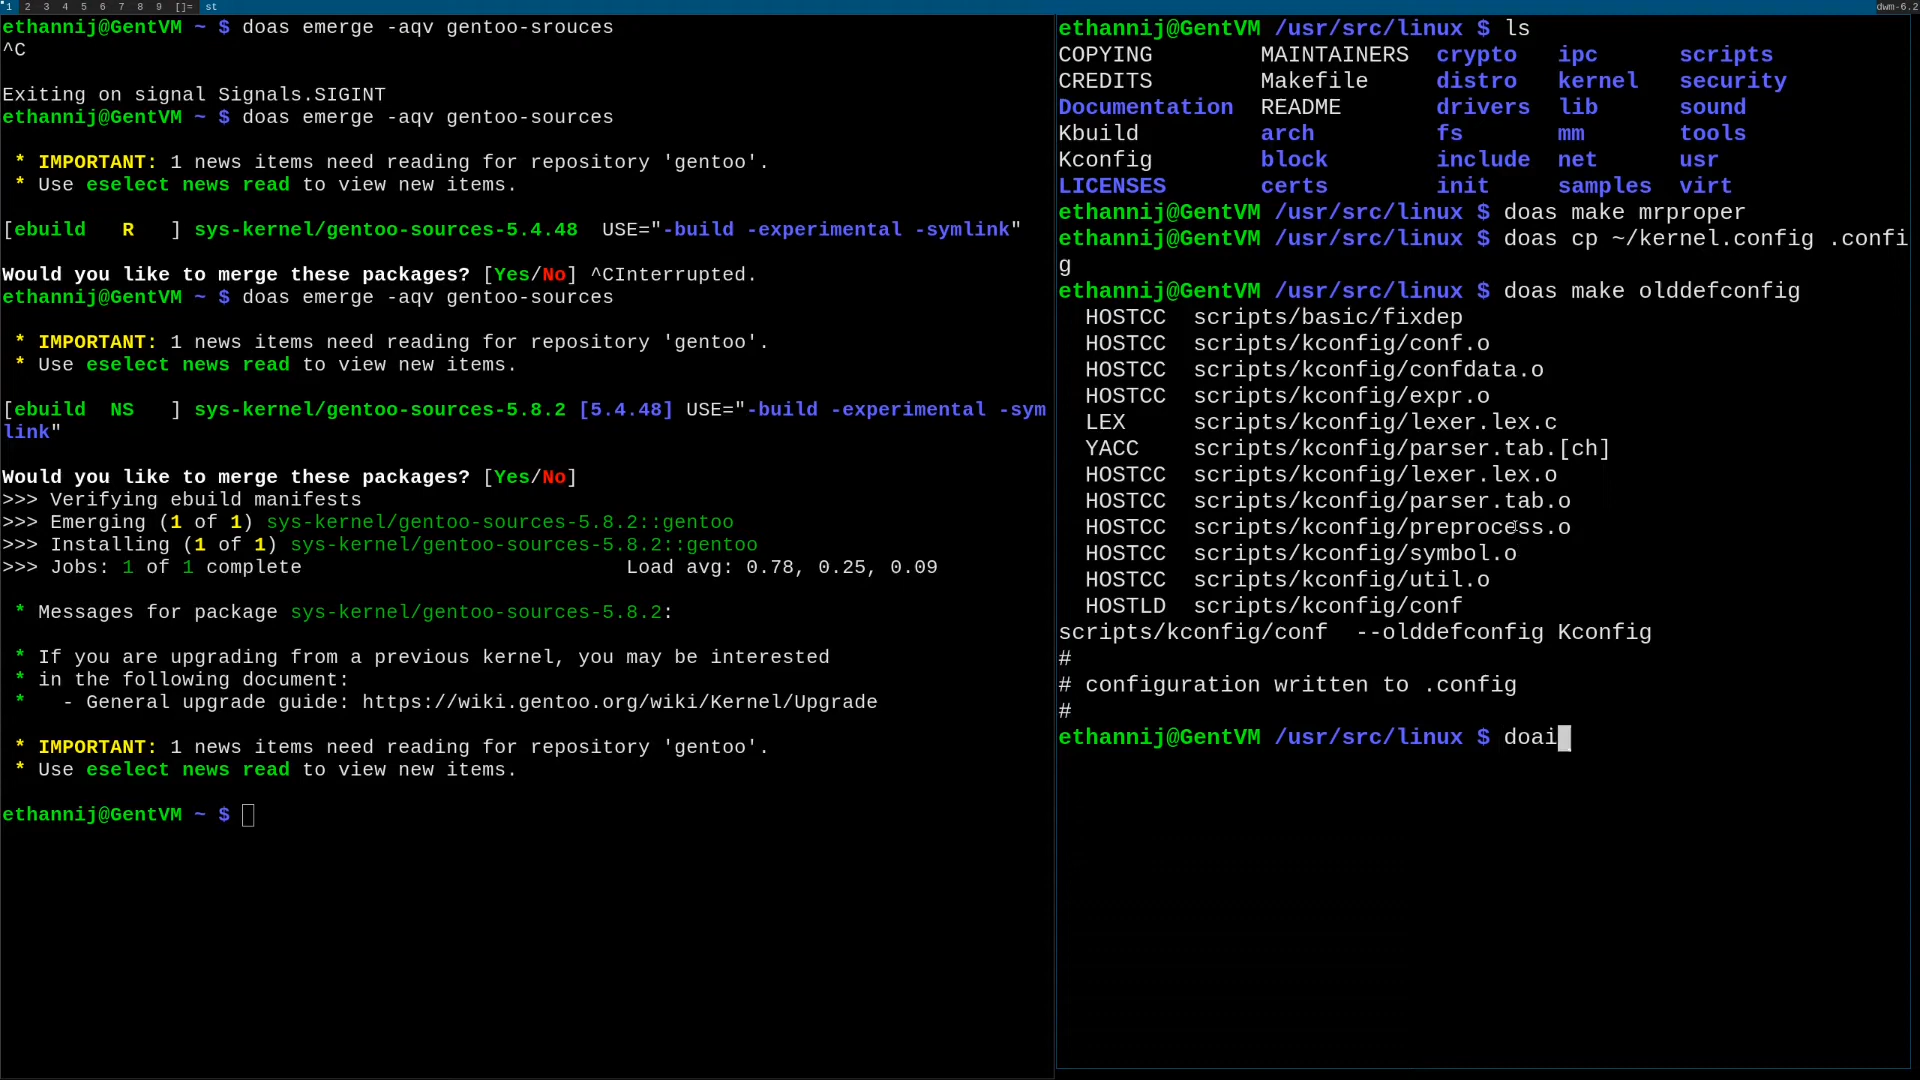 1 2 3 4 5 6 7 8 9 []= st
dwm-6.2
ethannij@GentVM ~ $ doas emerge -aqv gentoo-srouces
^C
Exiting on signal Signals.SIGINT
ethannij@GentVM ~ $ doas emerge -aqv gentoo-sources
* IMPORTANT: 1 news items need reading for repository 'gentoo'.
* Use eselect news read to view new items.
[ebuild   R   ] sys-kernel/gentoo-sources-5.4.48  USE="-build -experimental -symlink"
Would you like to merge these packages? [Yes/No] ^CInterrupted.
ethannij@GentVM ~ $ doas emerge -aqv gentoo-sources
* IMPORTANT: 1 news items need reading for repository 'gentoo'.
* Use eselect news read to view new items.
[ebuild  NS   ] sys-kernel/gentoo-sources-5.8.2 [5.4.48] USE="-build -experimental -sym
link"
Would you like to merge these packages? [Yes/No]
>>> Verifying ebuild manifests
>>> Emerging (1 of 1) sys-kernel/gentoo-sources-5.8.2::gentoo
>>> Installing (1 of 1) sys-kernel/gentoo-sources-5.8.2::gentoo
>>> Jobs: 1 of 1 complete                           Load avg: 0.78, 0.25, 0.09
* Messages for package sys-kernel/gentoo-sources-5.8.2:
* If you are upgrading from a previous kernel, you may be interested
* in the following document:
*   - General upgrade guide: https://wiki.gentoo.org/wiki/Kernel/Upgrade
* IMPORTANT: 1 news items need reading for repository 'gentoo'.
* Use eselect news read to view new items.
ethannij@GentVM ~ $
ethannij@GentVM /usr/src/linux $ ls
COPYING        MAINTAINERS  crypto   ipc      scripts
CREDITS        Makefile     distro   kernel   security
Documentation  README       drivers  lib      sound
Kbuild         arch         fs       mm       tools
Kconfig        block        include  net      usr
LICENSES       certs        init     samples  virt
ethannij@GentVM /usr/src/linux $ doas make mrproper
ethannij@GentVM /usr/src/linux $ doas cp ~/kernel.config .confi
g
ethannij@GentVM /usr/src/linux $ doas make olddefconfig
HOSTCC  scripts/basic/fixdep
HOSTCC  scripts/kconfig/conf.o
HOSTCC  scripts/kconfig/confdata.o
HOSTCC  scripts/kconfig/expr.o
LEX     scripts/kconfig/lexer.lex.c
YACC    scripts/kconfig/parser.tab.[ch]
HOSTCC  scripts/kconfig/lexer.lex.o
HOSTCC  scripts/kconfig/parser.tab.o
HOSTCC  scripts/kconfig/preprocess.o
HOSTCC  scripts/kconfig/symbol.o
HOSTCC  scripts/kconfig/util.o
HOSTLD  scripts/kconfig/conf
scripts/kconfig/conf  --olddefconfig Kconfig
#
# configuration written to .config
#
ethannij@GentVM /usr/src/linux $ doai